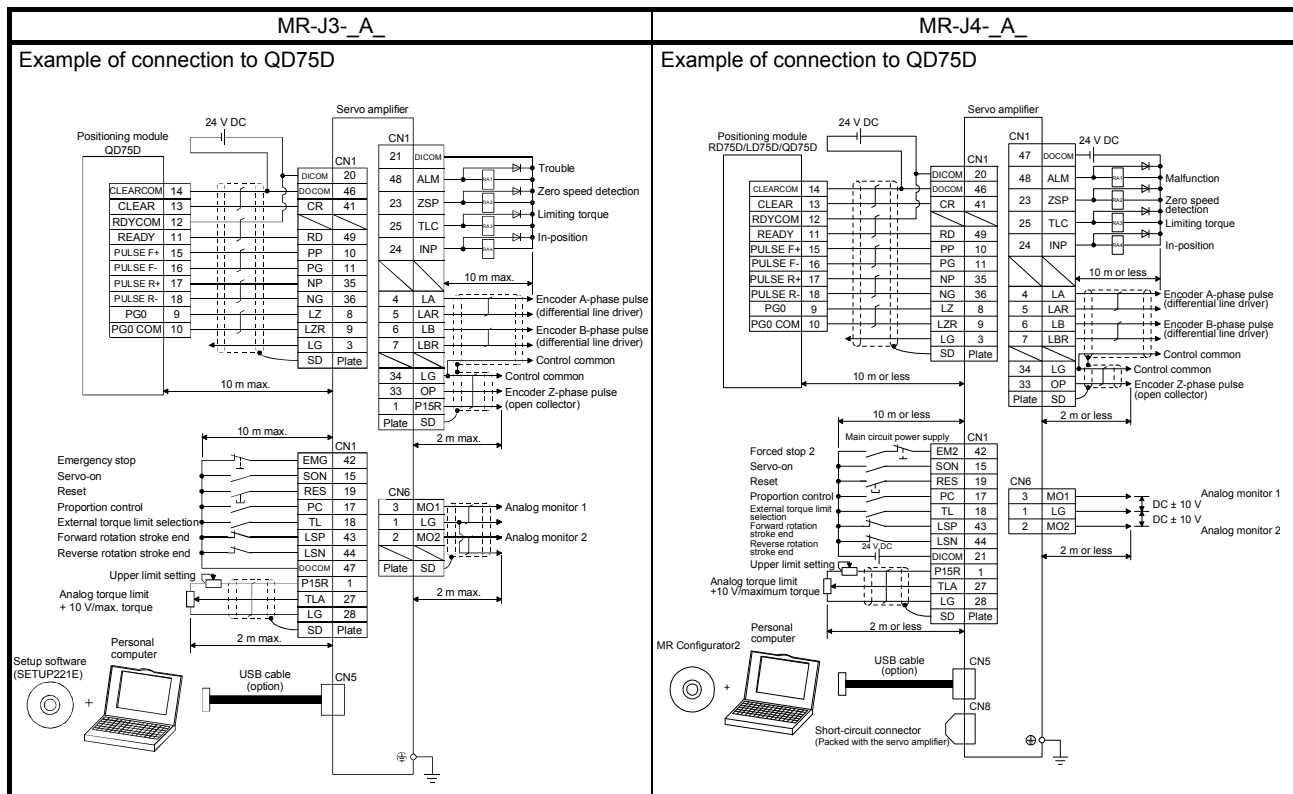 MR-J3-_A_
Example of connection to QD75D
Servo amplifier
24 V DC
Positioning module
QD75D
CN1
DICOM 20
DOCOM 46
CR 41
RD 49
PP 10
PG 11
NP 35
NG 36
LZ 8
LZR 9
LG 3
SD Plate
CLEARCOM 14
CLEAR 13
RDYCOM 12
READY 11
PULSE F+ 15
PULSE F- 16
PULSE R+ 17
PULSE R- 18
PG0 9
PG0 COM 10
10 m max.
CN1
21 DICOM
48 ALM RA1 Trouble
23 ZSP RA2 Zero speed detection
25 TLC RA3 Limiting torque
24 INP RA4 In-position
10 m max.
4 LA Encoder A-phase pulse
5 LAR (differential line driver)
6 LB Encoder B-phase pulse
7 LBR (differential line driver)
Control common
34 LG Control common
33 OP Encoder Z-phase pulse
1 P15R (open collector)
Plate SD
2 m max.
10 m max.
CN1
Emergency stop EMG 42
Servo-on SON 15
Reset RES 19
Proportion control PC 17
External torque limit selection TL 18
Forward rotation stroke end LSP 43
Reverse rotation stroke end LSN 44
DOCOM 47
Upper limit setting P15R 1
Analog torque limit
+ 10 V/max. torque
TLA 27
LG 28
SD Plate
2 m max.
CN6
3 MO1 Analog monitor 1
1 LG
2 MO2 Analog monitor 2
Plate SD
2 m max.
Setup software
(SETUP221E)
+
Personal
computer
USB cable
(option)
CN5
MR-J4-_A_
Example of connection to QD75D
Servo amplifier
24 V DC
Positioning module
RD75D/LD75D/QD75D
CN1
DICOM 20
DOCOM 46
CR 41
RD 49
PP 10
PG 11
NP 35
NG 36
LZ 8
LZR 9
LG 3
SD Plate
CLEARCOM 14
CLEAR 13
RDYCOM 12
READY 11
PULSE F+ 15
PULSE F- 16
PULSE R+ 17
PULSE R- 18
PG0 9
PG0 COM 10
10 m or less
CN1
24 V DC
47 DOCOM
48 ALM RA1 Malfunction
23 ZSP RA2 Zero speed
detection
25 TLC RA3 Limiting torque
24 INP RA4 In-position
10 m or less
4 LA Encoder A-phase pulse
5 LAR (differential line driver)
6 LB Encoder B-phase pulse
7 LBR (differential line driver)
Control common
34 LG Control common
33 OP Encoder Z-phase pulse
Plate SD (open collector)
2 m or less
10 m or less
Main circuit power supply
CN1
Forced stop 2 EM2 42
Servo-on SON 15
Reset RES 19
Proportion control PC 17
External torque limit
selection
TL 18
Forward rotation
stroke end
LSP 43
Reverse rotation
stroke end
LSN 44
24 V DC
DICOM 21
Upper limit setting P15R 1
Analog torque limit
+10 V/maximum torque
TLA 27
LG 28
SD Plate
2 m or less
CN6
3 MO1 Analog monitor 1
DC ± 10 V
1 LG
DC ± 10 V
2 MO2 Analog monitor 2
2 m or less
MR Configurator2
+
Personal
computer
USB cable
(option)
CN5
CN8
Short-circuit connector
(Packed with the servo amplifier)